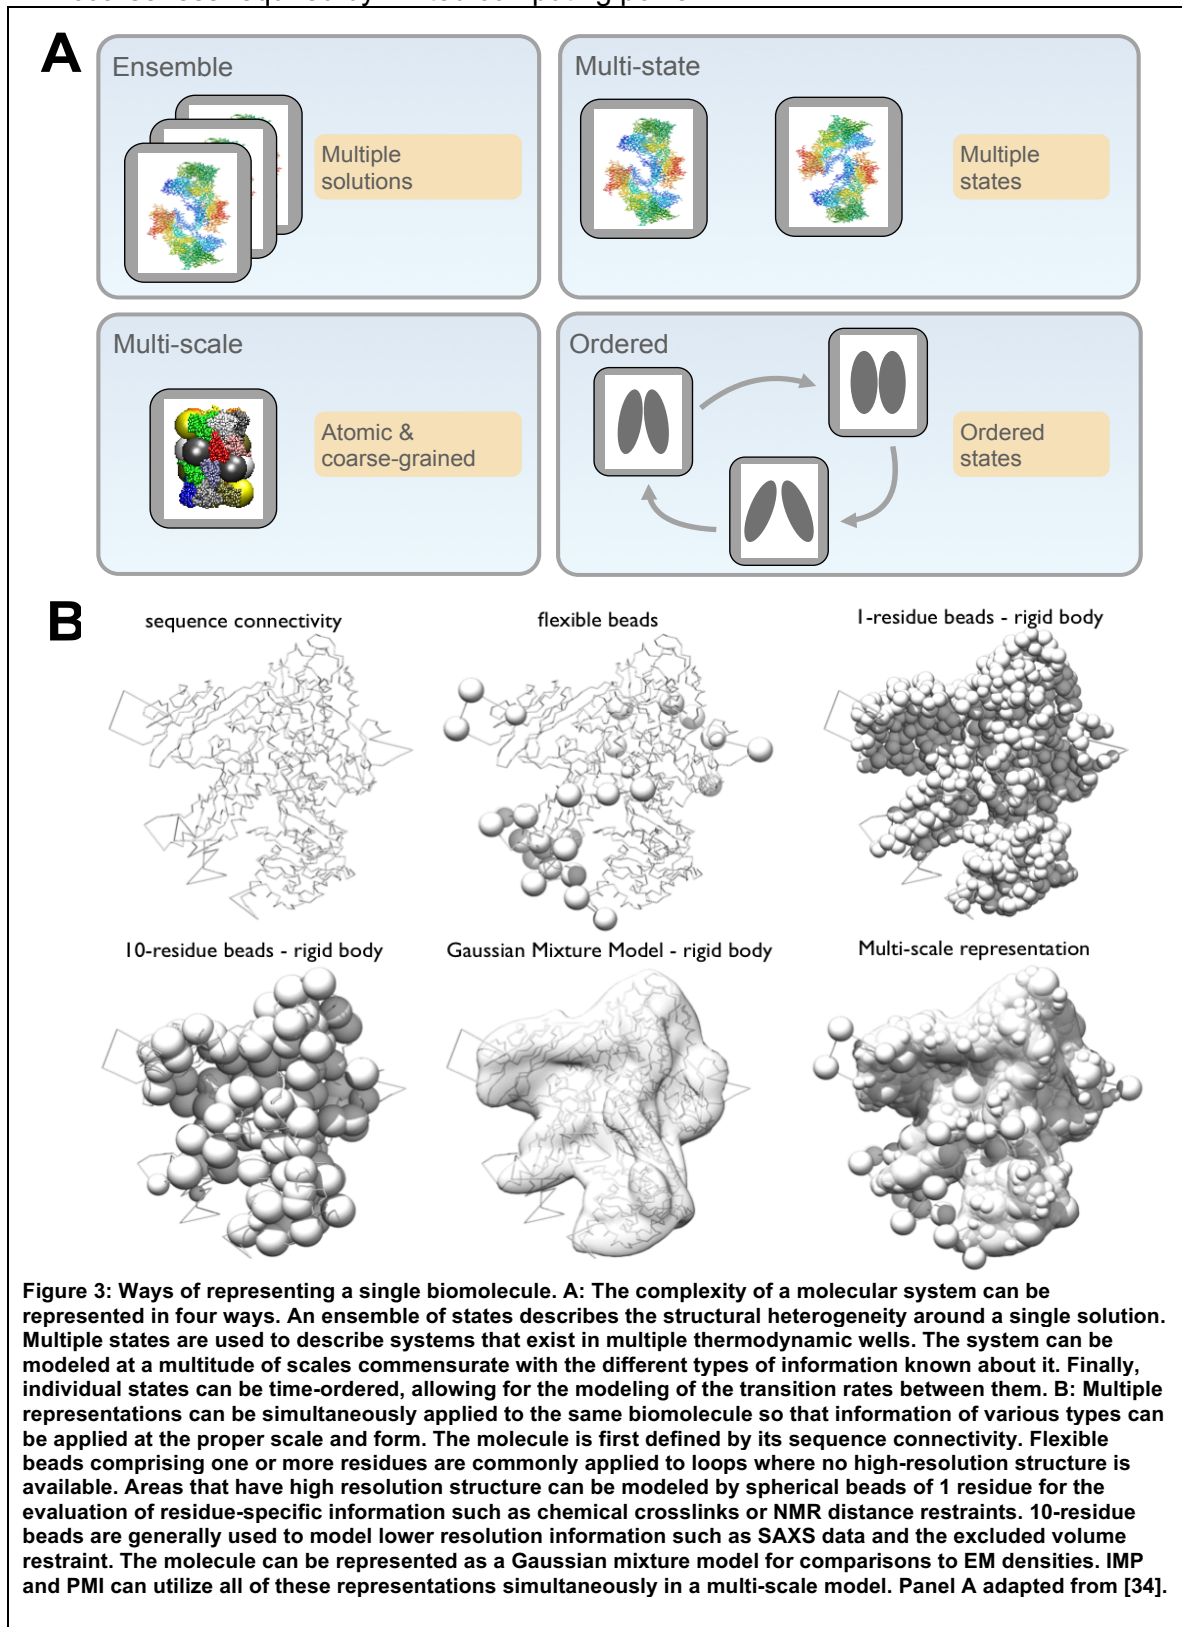 A
Ensemble
Multiple
solutions
Multi-state
Multiple
states
Multi-scale
Atomic &
coarse-grained
Ordered
Ordered
states
B
sequence connectivity
flexible beads
1-residue beads - rigid body
10-residue beads - rigid body
Gaussian Mixture Model - rigid body
Multi-scale representation
Figure 3: Ways of representing a single biomolecule. A: The complexity of a molecular system can be
represented in four ways. An ensemble of states describes the structural heterogeneity around a single solution.
Multiple states are used to describe systems that exist in multiple thermodynamic wells. The system can be
modeled at a multitude of scales commensurate with the different types of information known about it. Finally,
individual states can be time-ordered, allowing for the modeling of the transition rates between them. B: Multiple
representations can be simultaneously applied to the same biomolecule so that information of various types can
be applied at the proper scale and form. The molecule is first defined by its sequence connectivity. Flexible
beads comprising one or more residues are commonly applied to loops where no high-resolution structure is
available. Areas that have high resolution structure can be modeled by spherical beads of 1 residue for the
evaluation of residue-specific information such as chemical crosslinks or NMR distance restraints. 10-residue
beads are generally used to model lower resolution information such as SAXS data and the excluded volume
restraint. The molecule can be represented as a Gaussian mixture model for comparisons to EM densities. IMP
and PMI can utilize all of these representations simultaneously in a multi-scale model. Panel A adapted from [34].